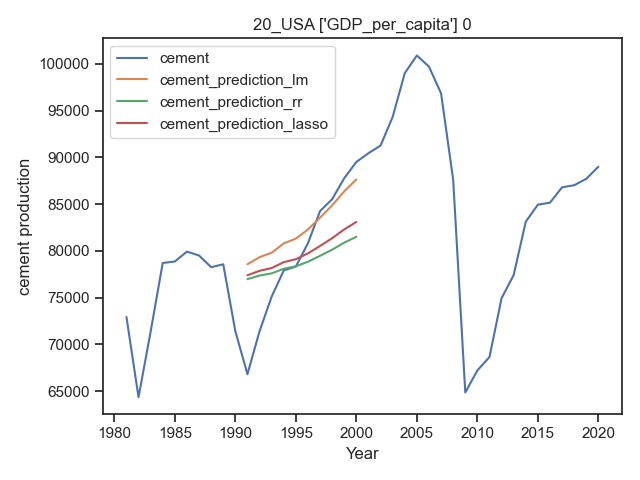 20_USA ['GDP_per_capita'] 0
cement
cement_prediction_lm
cement_prediction_rr
cement_prediction_lasso
cement production
100000
95000
90000
85000
80000
75000
70000
65000
1980 1985 1990 1995 2000 2005 2010 2015 2020
Year